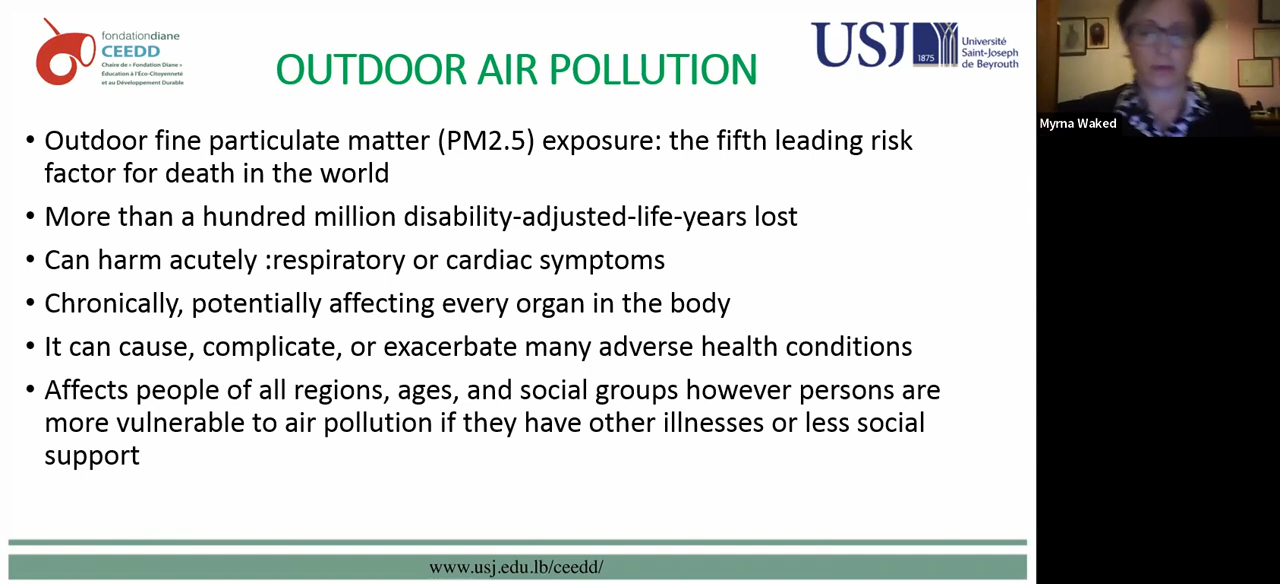 fondationdiane
CEEDD
Chaire de « Fondation Diane »
Éducation à l'Éco-Citoyenneté
et au Développement Durable
OUTDOOR AIR POLLUTION
USJ
1875
Université
Saint-Joseph
de Beyrouth
Myrna Waked
• Outdoor fine particulate matter (PM2.5) exposure: the fifth leading risk
factor for death in the world
• More than a hundred million disability-adjusted-life-years lost
• Can harm acutely :respiratory or cardiac symptoms
• Chronically, potentially affecting every organ in the body
• It can cause, complicate, or exacerbate many adverse health conditions
• Affects people of all regions, ages, and social groups however persons are
more vulnerable to air pollution if they have other illnesses or less social
support
www.usj.edu.lb/ceedd/